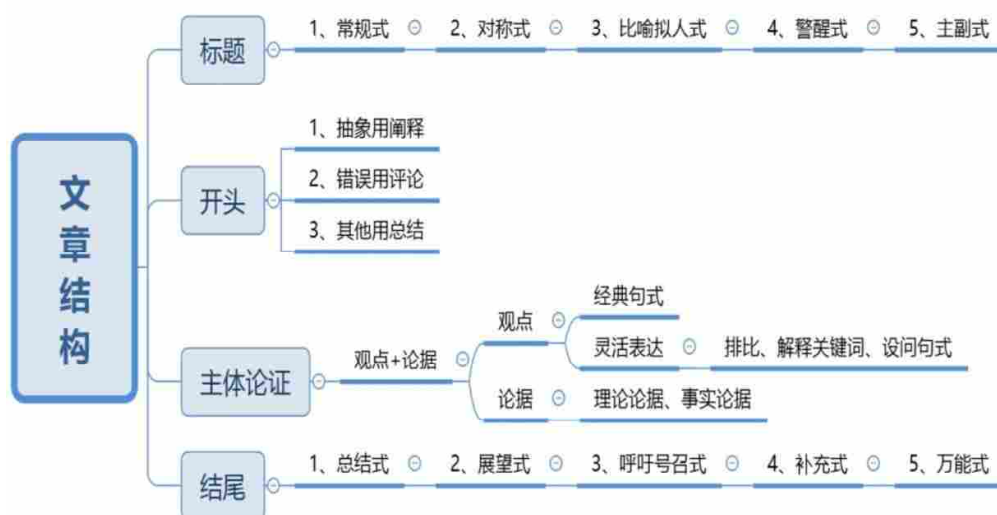 文章结构
标题
1、常规式
2、对称式
3、比喻拟人式
4、警醒式
5、主副式
开头
1、抽象用阐释
2、错误用评论
3、其他用总结
主体论证
观点+论据
观点
经典句式
灵活表达
排比、解释关键词、设问句式
论据
理论论据、事实论据
结尾
1、总结式
2、展望式
3、呼吁号召式
4、补充式
5、万能式